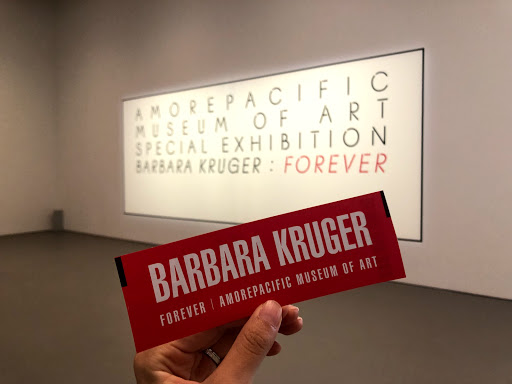 AMOREPACIFIC
MUSEUM OF ART
SPECIAL EXHIBITION
BARBARA KRUGER : FOREVER
BARBARA KRUGER
FOREVER | AMOREPACIFIC MUSEUM OF ART